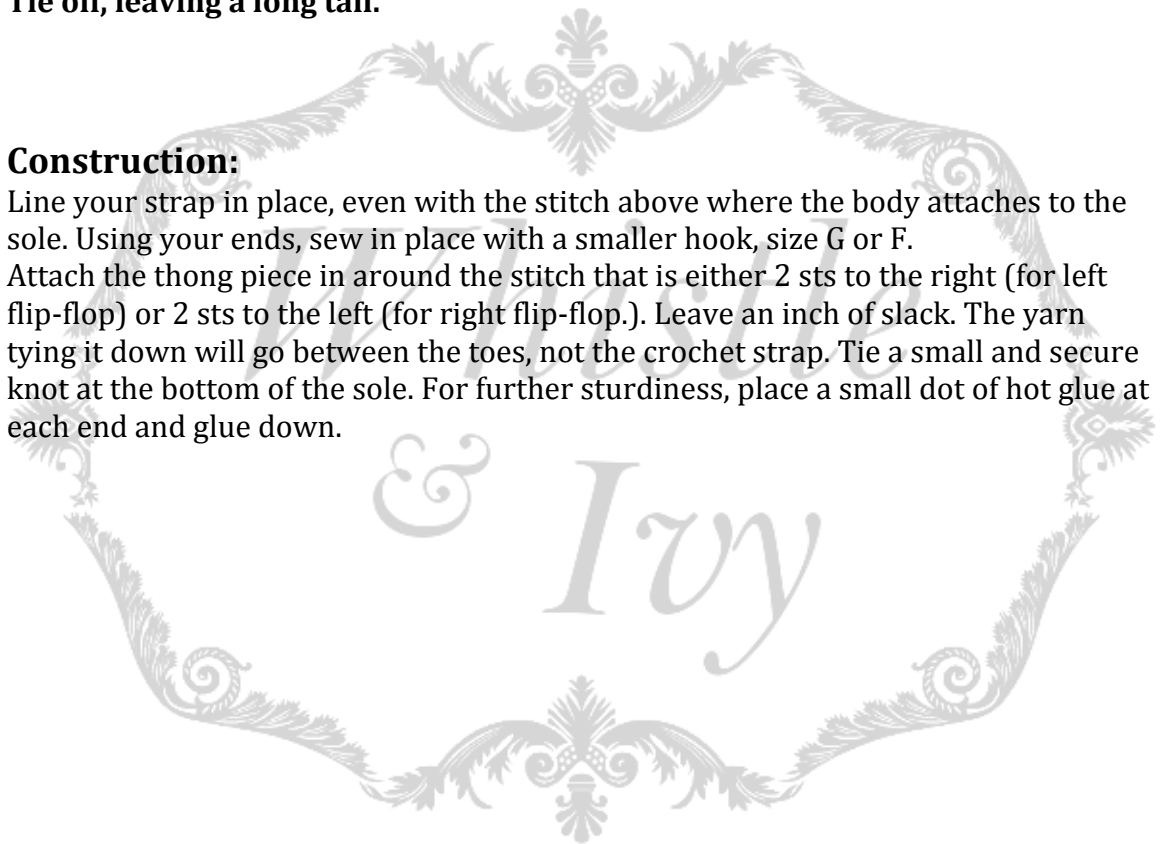 Tie off, leaving a long tail.
Construction:
Line your strap in place, even with the stitch above where the body attaches to the
sole. Using your ends, sew in place with a smaller hook, size G or F.
Attach the thong piece in around the stitch that is either 2 sts to the right (for left
flip-flop) or 2 sts to the left (for right flip-flop.). Leave an inch of slack. The yarn
tying it down will go between the toes, not the crochet strap. Tie a small and secure
knot at the bottom of the sole. For further sturdiness, place a small dot of hot glue at
each end and glue down.
Whistle
& Ivy